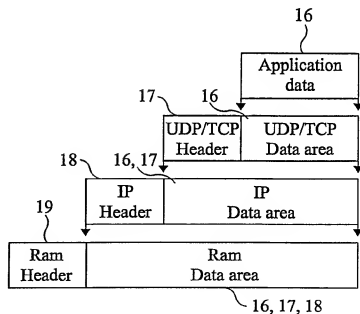 16
Application
data
17
16
UDP/TCP
Header
UDP/TCP
Data area
18
16, 17
IP
Header
IP
Data area
19
Ram
Header
Ram
Data area
16, 17, 18